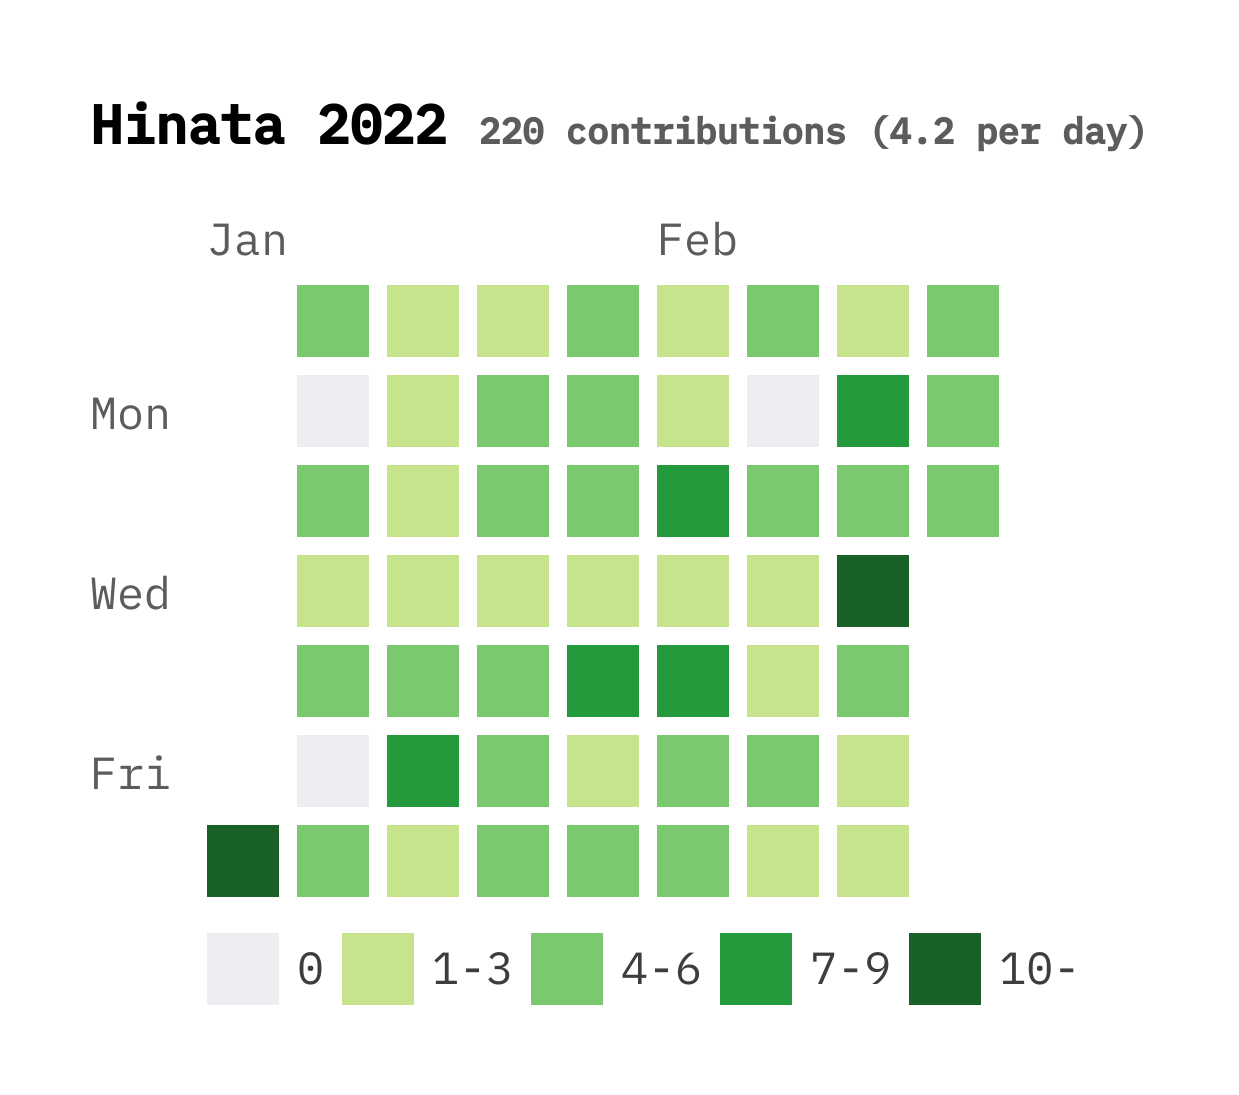 Hinata 2022 220 contributions (4.2 per day)
Jan Feb
Mon
Wed
Fri
0 1-3 4-6 7-9 10-